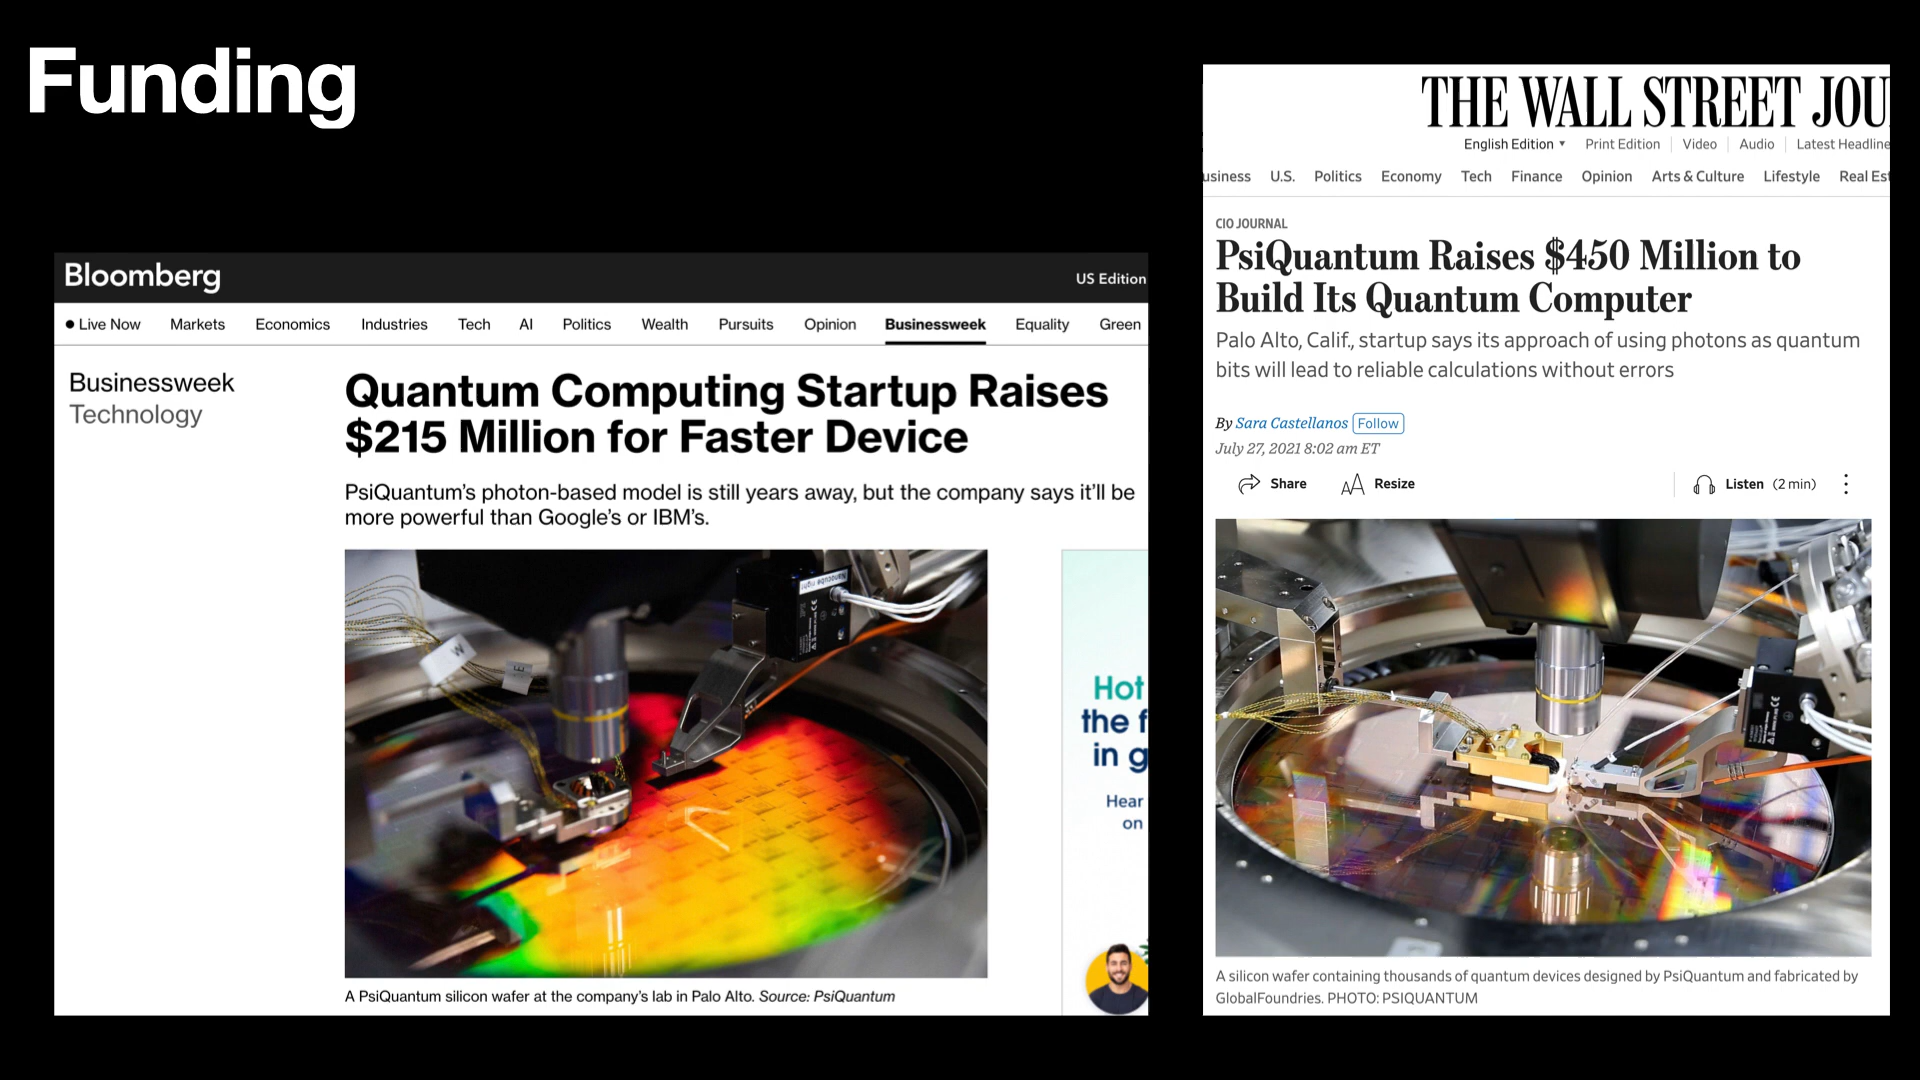 Funding
Bloomberg
US Edition
Live Now Markets Economics Industries Tech AI Politics Wealth Pursuits Opinion Businessweek Equality Green
Businessweek
Technology
Quantum Computing Startup Raises
$215 Million for Faster Device
PsiQuantum's photon-based model is still years away, but the company says it'll be
more powerful than Google's or IBM's.
Nanocube right
W
E
Hot
the f
in g
Hear
on
A PsiQuantum silicon wafer at the company's lab in Palo Alto. Source: PsiQuantum
THE WALL STREET JOU
English Edition Print Edition Video Audio Latest Headline
usiness U.S. Politics Economy Tech Finance Opinion Arts & Culture Lifestyle Real Est
CIO JOURNAL
PsiQuantum Raises $450 Million to
Build Its Quantum Computer
Palo Alto, Calif., startup says its approach of using photons as quantum
bits will lead to reliable calculations without errors
By Sara Castellanos Follow
July 27, 2021 8:02 am ET
Share Resize Listen (2 min)
A silicon wafer containing thousands of quantum devices designed by PsiQuantum and fabricated by
GlobalFoundries. PHOTO: PSIQUANTUM